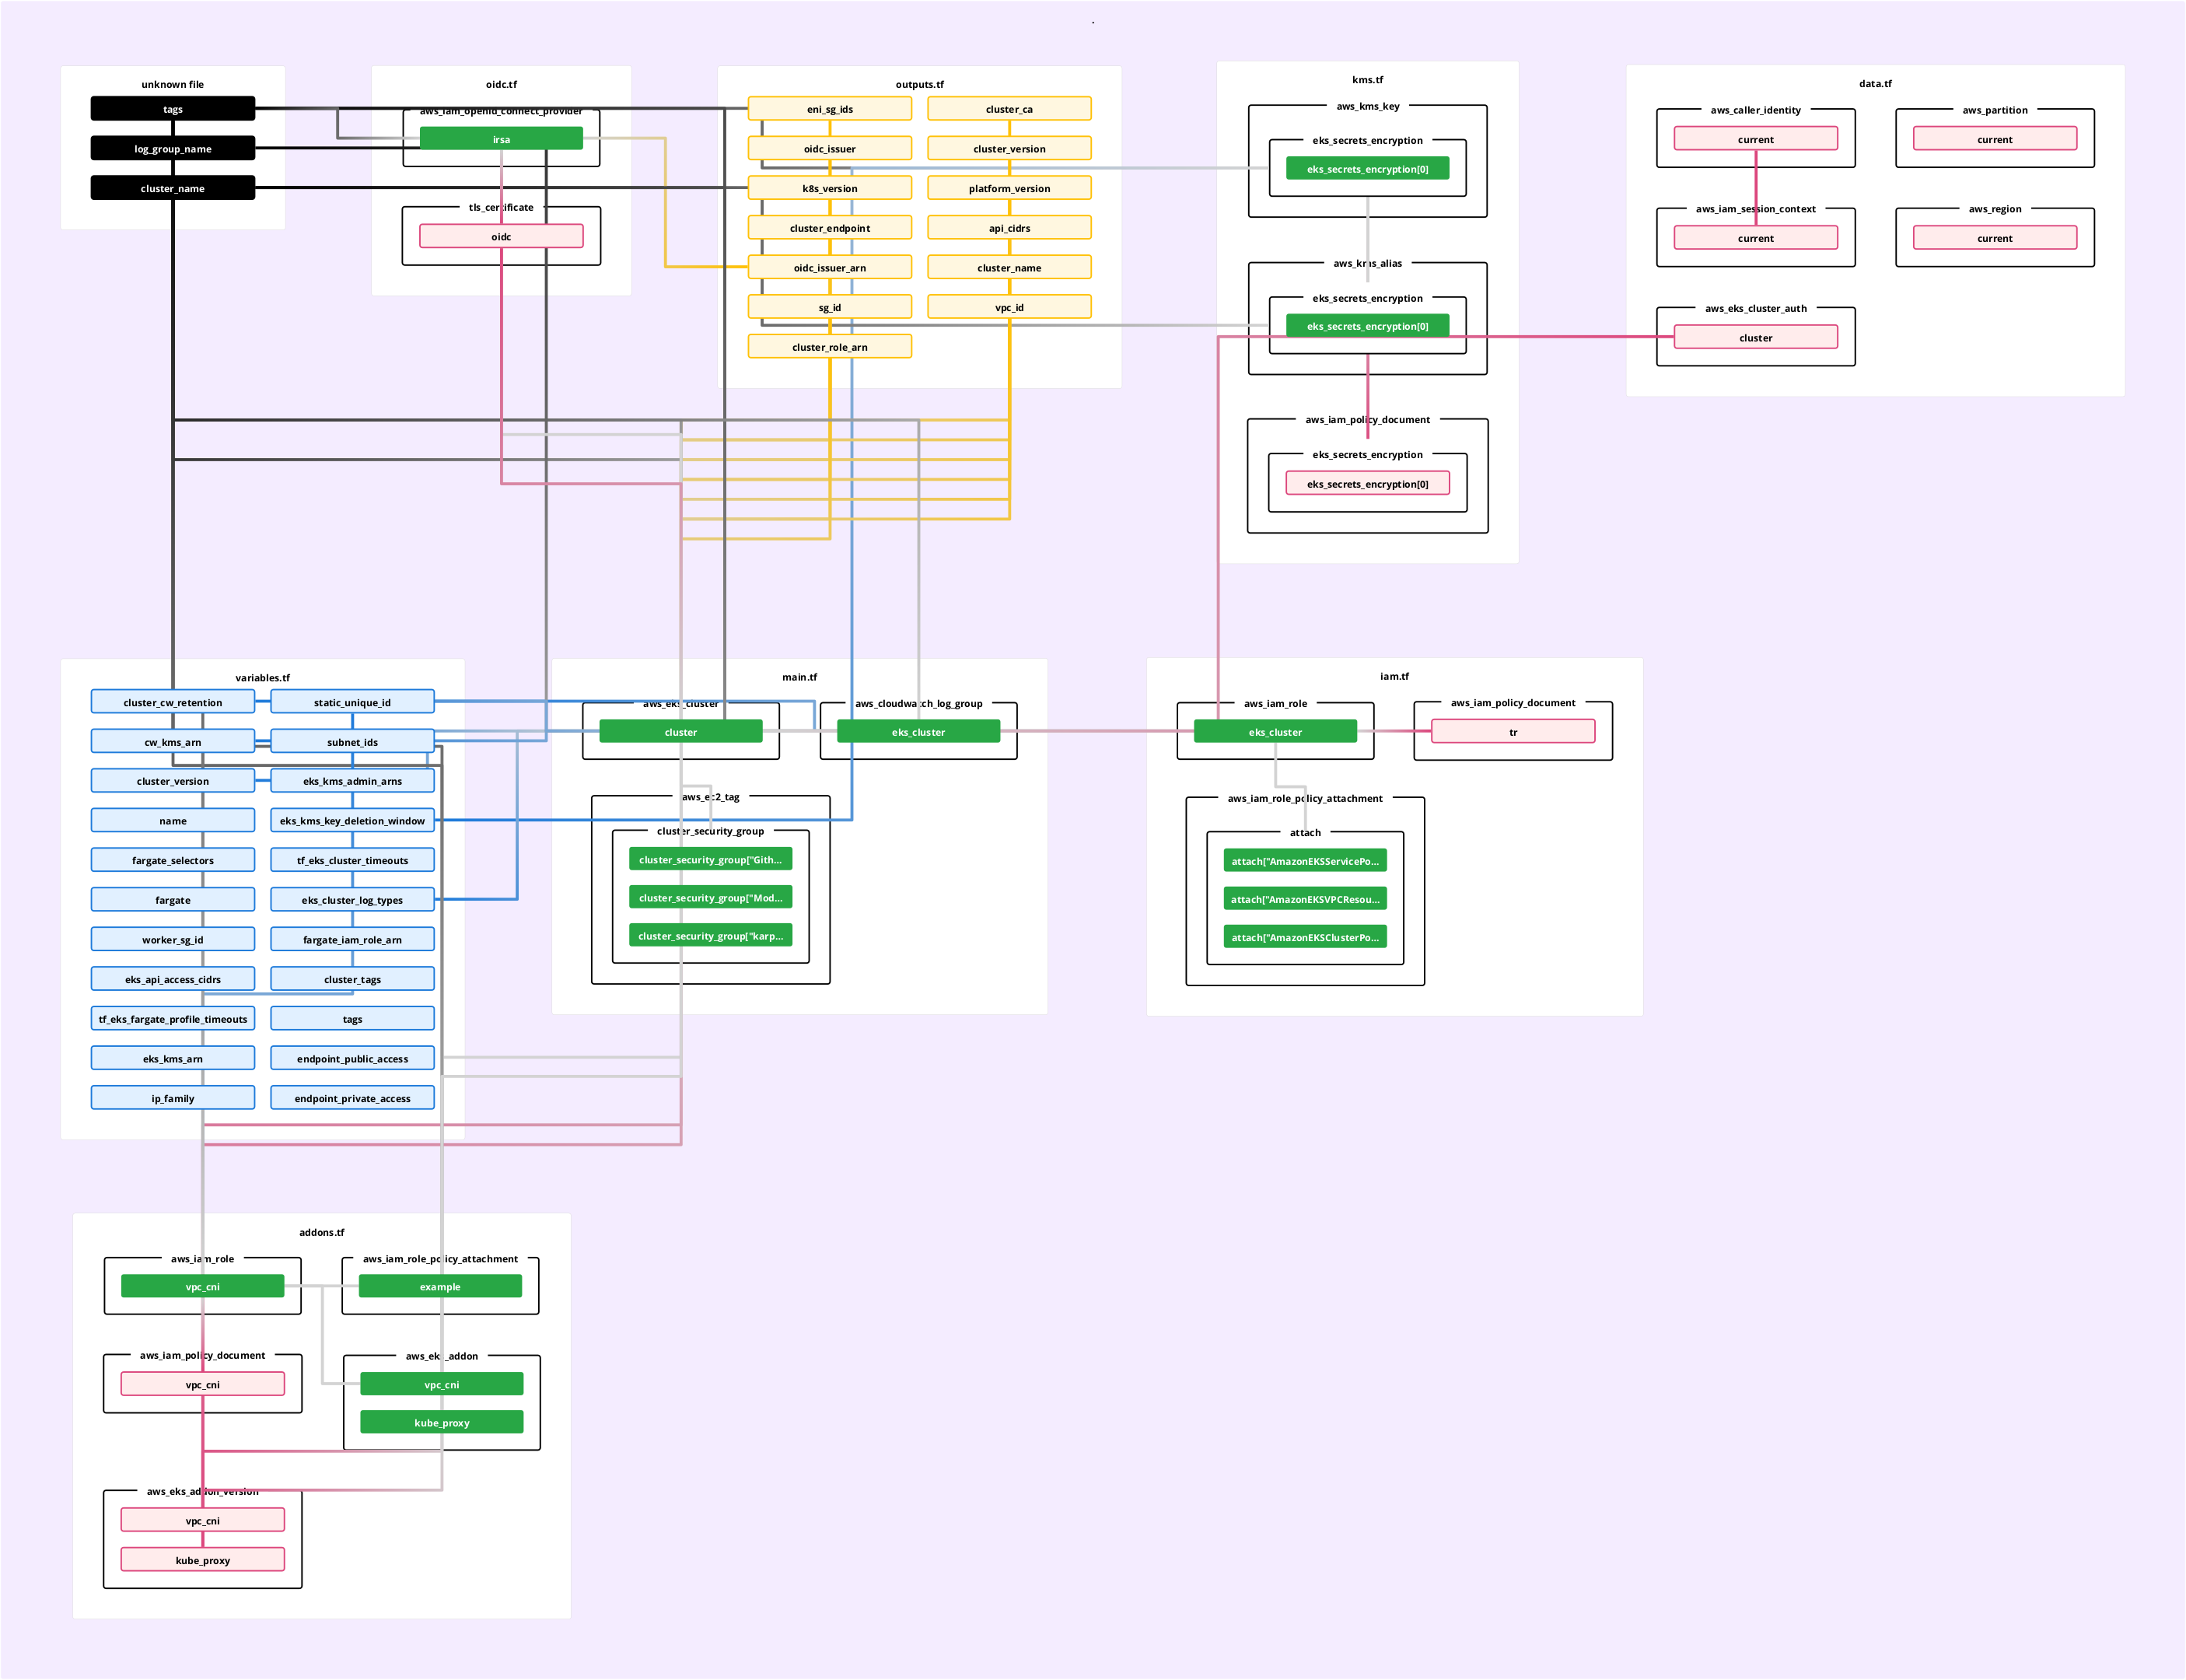 unknown file
tags
log_group_name
cluster_name
oidc.tf
aws_iam_openid_connect_provider
irsa
tls_certificate
oidc
outputs.tf
eni_sg_ids
cluster_ca
oidc_issuer
cluster_version
k8s_version
platform_version
cluster_endpoint
api_cidrs
oidc_issuer_arn
cluster_name
sg_id
vpc_id
cluster_role_arn
kms.tf
aws_kms_key
eks_secrets_encryption
eks_secrets_encryption[0]
aws_kms_alias
eks_secrets_encryption
eks_secrets_encryption[0]
aws_iam_policy_document
eks_secrets_encryption
eks_secrets_encryption[0]
data.tf
aws_caller_identity
current
aws_partition
current
aws_iam_session_context
current
aws_region
current
aws_eks_cluster_auth
cluster
variables.tf
cluster_cw_retention
static_unique_id
cw_kms_arn
subnet_ids
cluster_version
eks_kms_admin_arns
name
eks_kms_key_deletion_window
fargate_selectors
tf_eks_cluster_timeouts
fargate
eks_cluster_log_types
worker_sg_id
fargate_iam_role_arn
eks_api_access_cidrs
cluster_tags
tf_eks_fargate_profile_timeouts
tags
eks_kms_arn
endpoint_public_access
ip_family
endpoint_private_access
main.tf
aws_eks_cluster
cluster
aws_cloudwatch_log_group
eks_cluster
aws_ec2_tag
cluster_security_group
cluster_security_group["Gith...
cluster_security_group["Mod...
cluster_security_group["karp...
iam.tf
aws_iam_role
eks_cluster
aws_iam_policy_document
tr
aws_iam_role_policy_attachment
attach
attach["AmazonEKSServicePo...
attach["AmazonEKSVPCResou...
attach["AmazonEKSClusterPo...
addons.tf
aws_iam_role
vpc_cni
aws_iam_role_policy_attachment
example
aws_iam_policy_document
vpc_cni
aws_eks_addon
vpc_cni
kube_proxy
aws_eks_addon_version
vpc_cni
kube_proxy